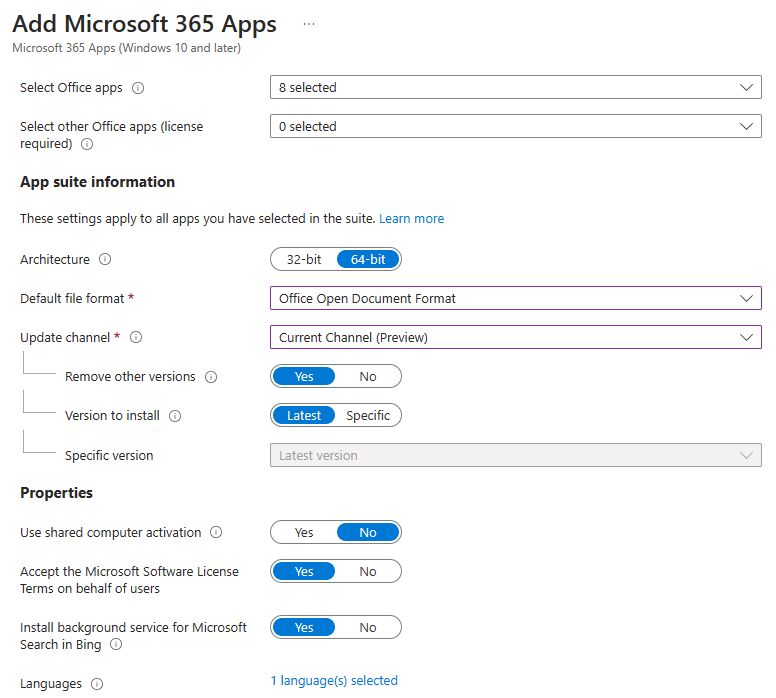 Add Microsoft 365 Apps ...
Microsoft 365 Apps (Windows 10 and later)
Select Office apps
8 selected
Select other Office apps (license
required)
0 selected
App suite information
These settings apply to all apps you have selected in the suite. Learn more
Architecture
32-bit 64-bit
Default file format *
Office Open Document Format
Update channel *
Current Channel (Preview)
Remove other versions
Yes No
Version to install
Latest Specific
Specific version
Latest version
Properties
Use shared computer activation
Yes No
Accept the Microsoft Software License
Terms on behalf of users
Yes No
Install background service for Microsoft
Search in Bing
Yes No
Languages
1 language(s) selected